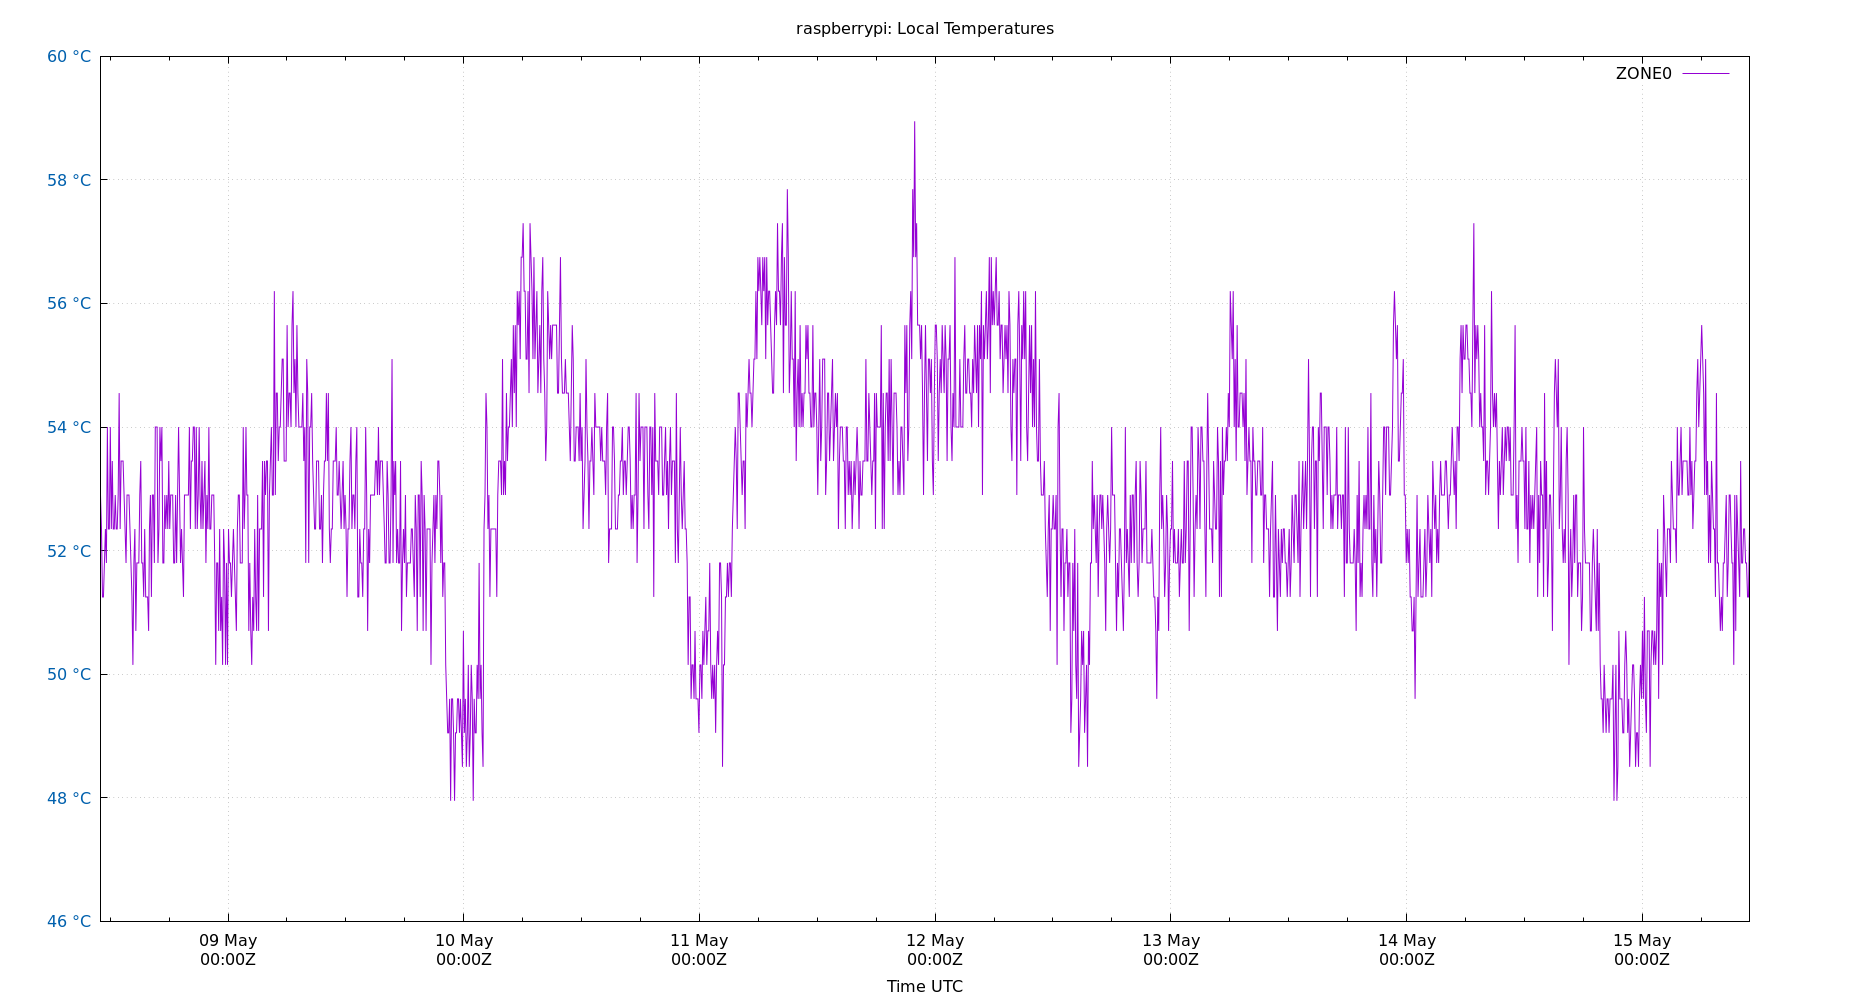 raspberrypi: Local Temperatures
60 °C
ZONE0
58 °C
56 °C
54 °C
52 °C
50 °C
48 °C
46 °C
09 May 10 May 11 May 12 May 13 May 14 May 15 May
00:00Z 00:00Z 00:00Z 00:00Z 00:00Z 00:00Z 00:00Z
Time UTC